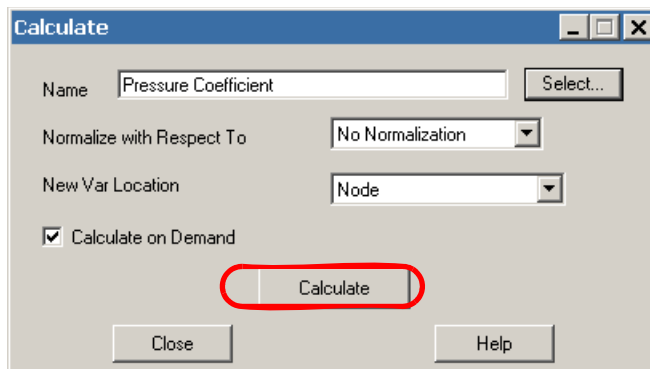 Calculate
Name Pressure Coefficient Select...
Normalize with Respect To No Normalization
New Var Location Node
Calculate on Demand
Calculate
Close Help